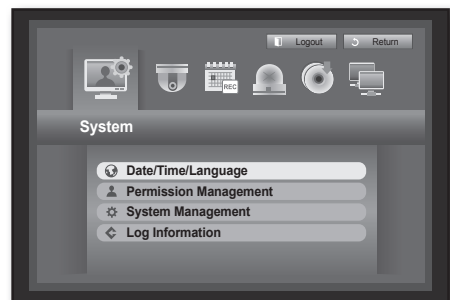 Logout Return
REC
System
Date/Time/Language
Permission Management
System Management
Log Information